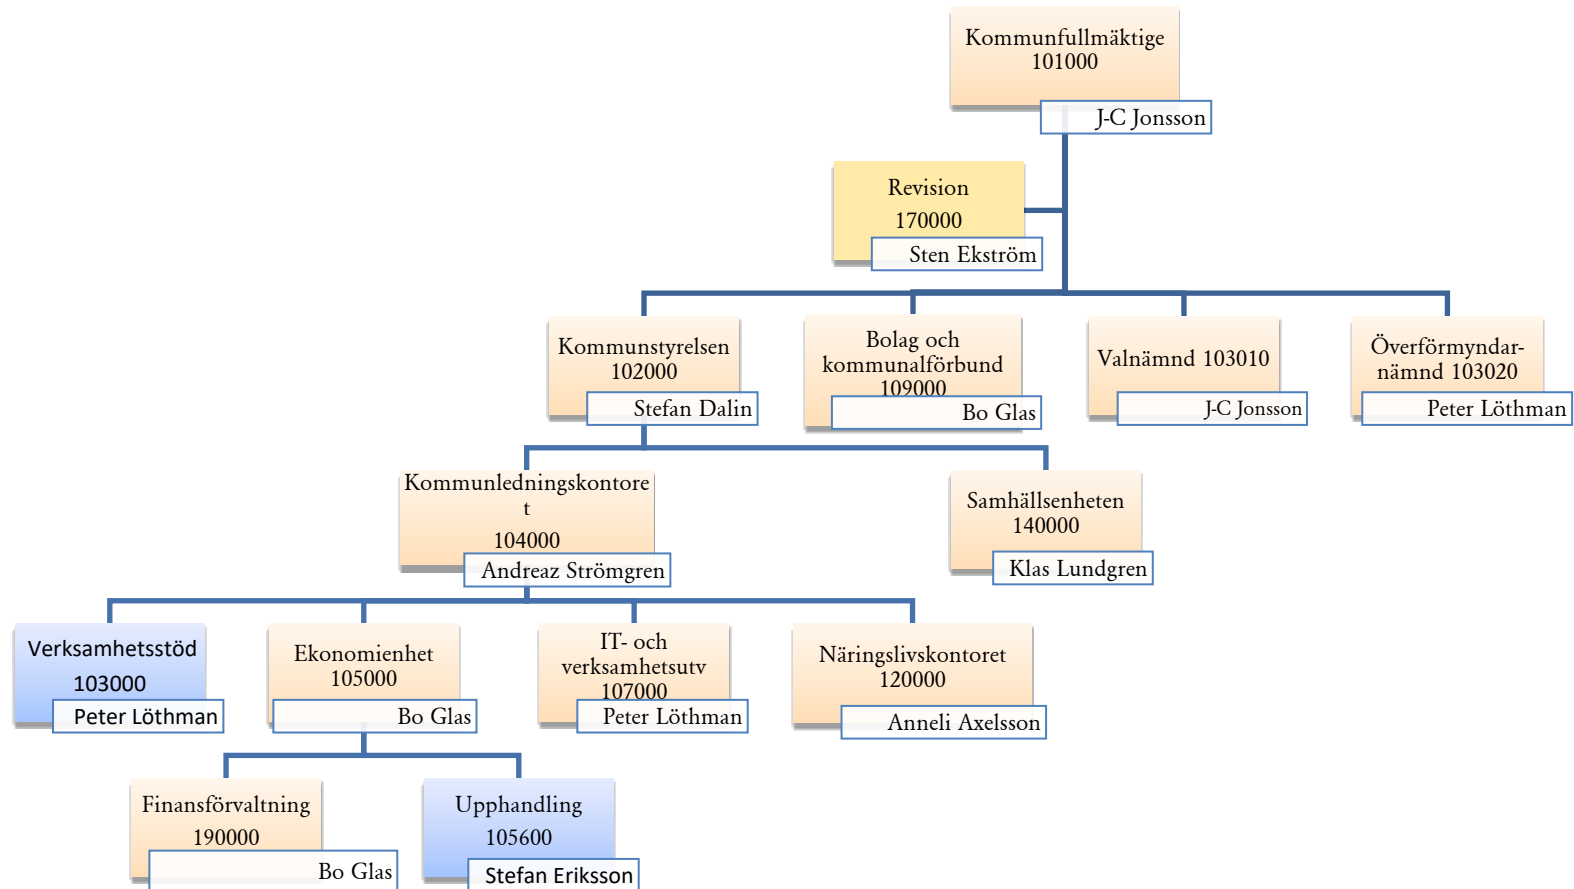 Kommunfullmäktige
101000
J-C Jonsson
Revision
170000
Sten Ekström
Kommunstyrelsen
102000
Stefan Dalin
Bolag och
kommunalförbund
109000
Bo Glas
Valnämnd 103010
J-C Jonsson
Överförmyndar-
nämnd 103020
Peter Löthman
Kommunledningskontore
t
104000
Andreaz Strömgren
Samhällsenheten
140000
Klas Lundgren
Verksamhetsstöd
103000
Peter Löthman
Ekonomienhet
105000
Bo Glas
IT- och
verksamhetsutv
107000
Peter Löthman
Näringslivskontoret
120000
Anneli Axelsson
Finansförvaltning
190000
Bo Glas
Upphandling
105600
Stefan Eriksson